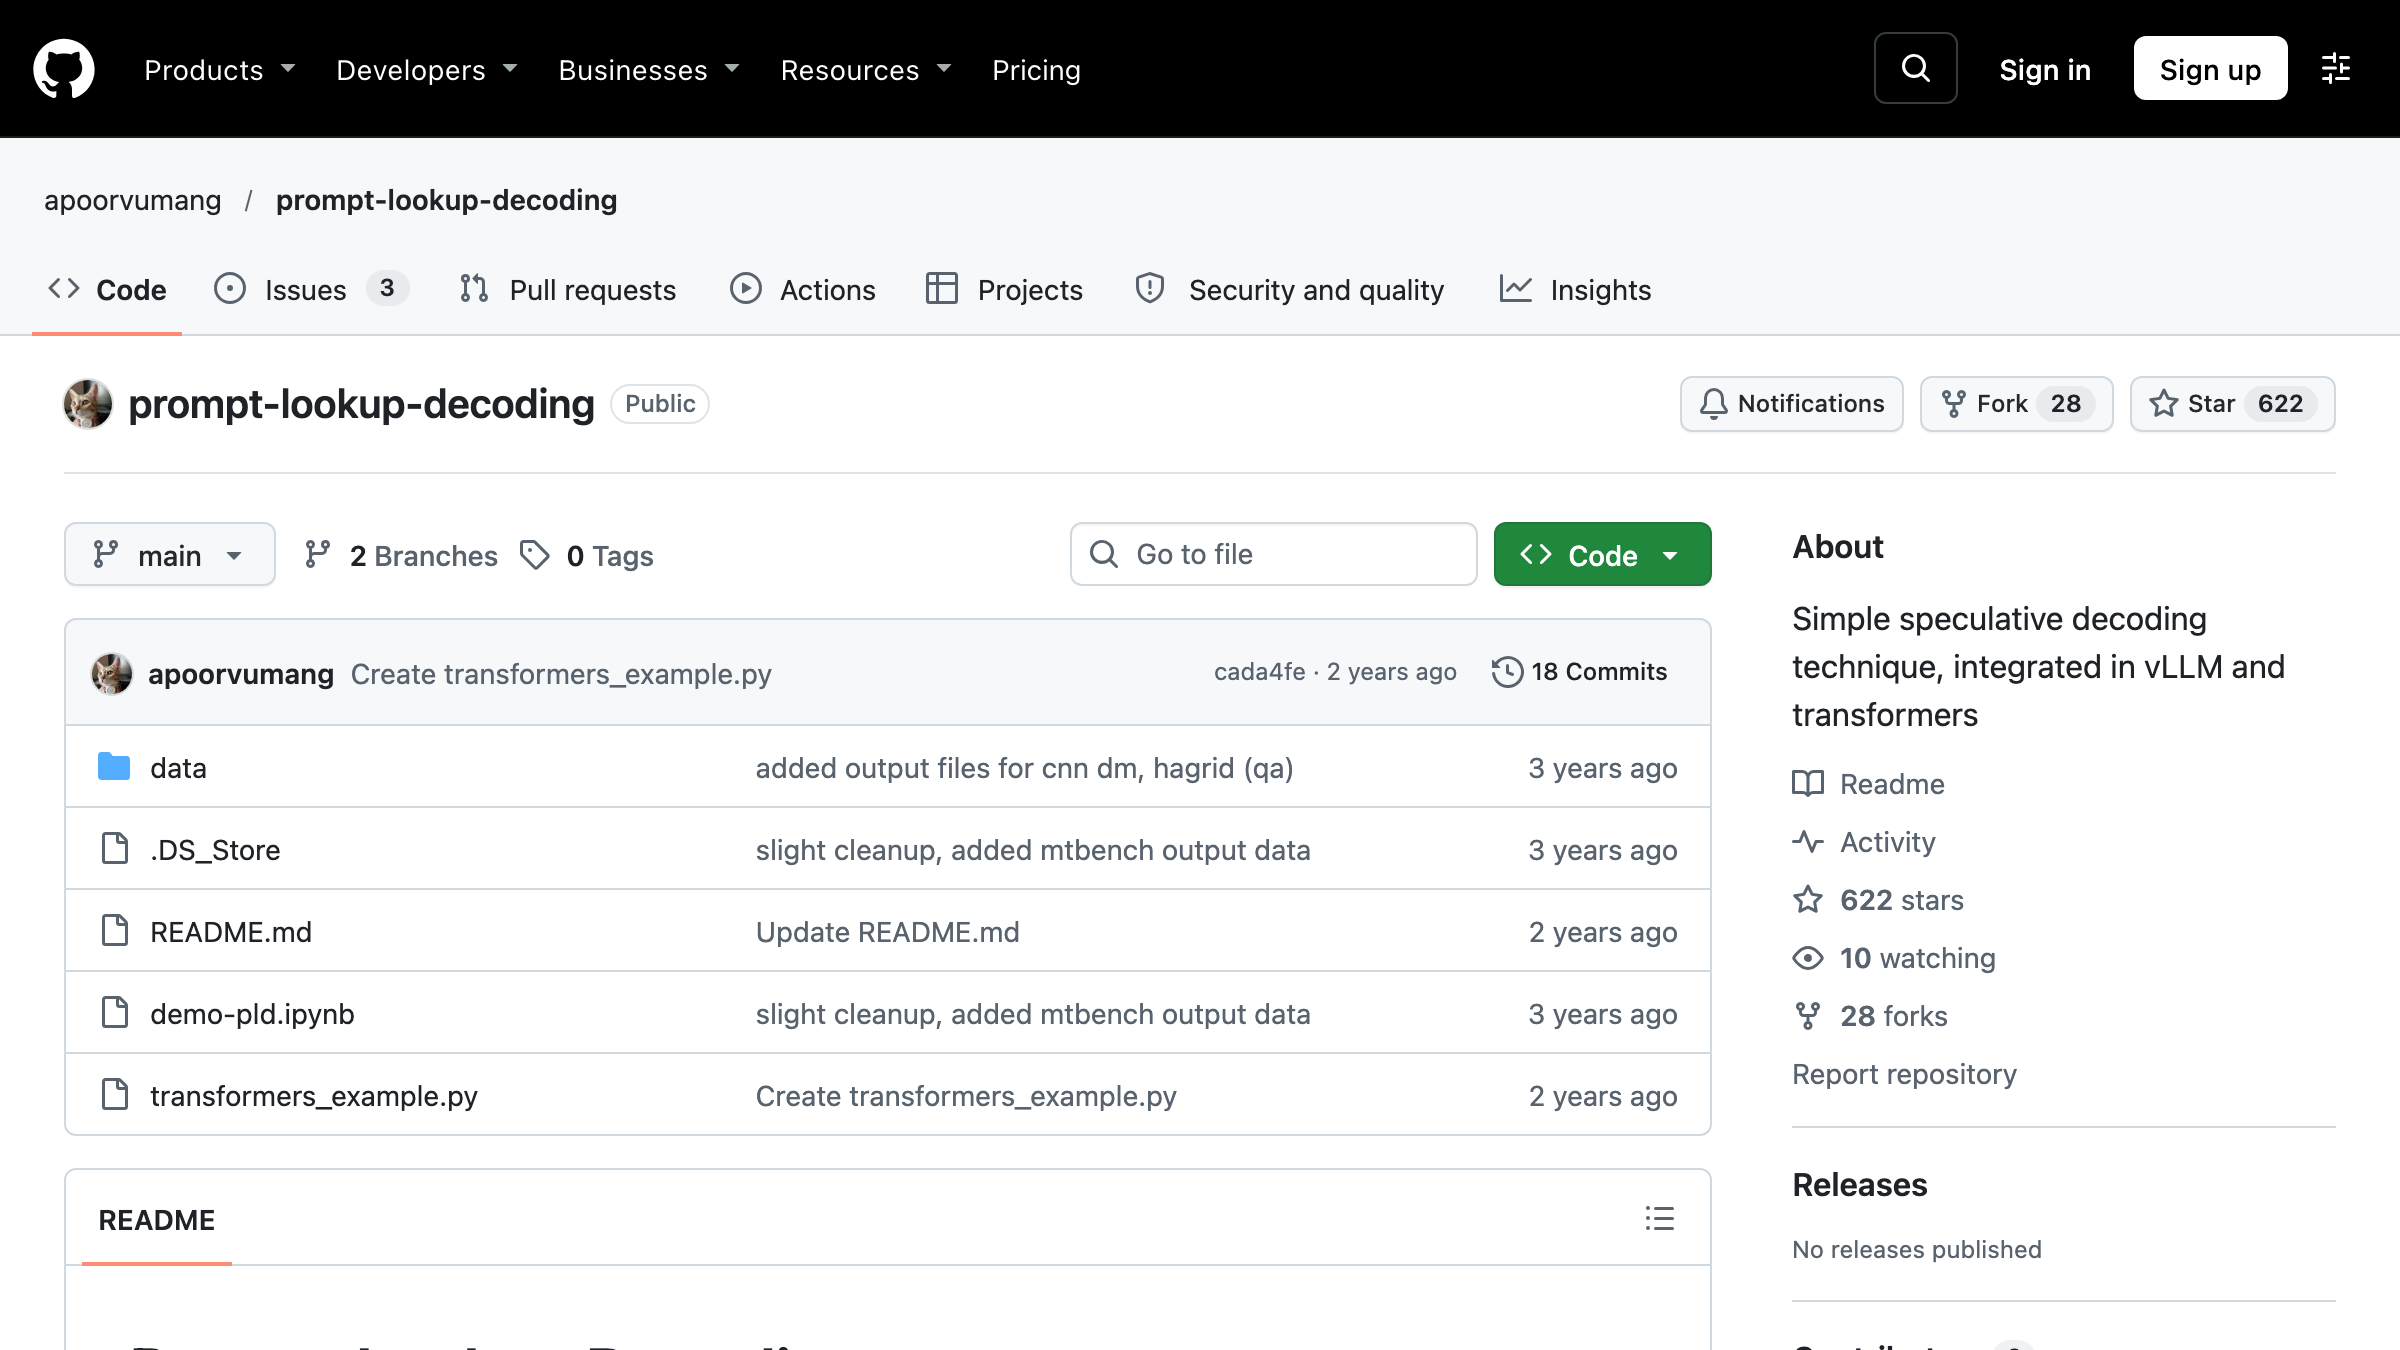 Products Developers Businesses Resources Pricing Sign in Sign up
apoorvumang / prompt-lookup-decoding
Code Issues 3 Pull requests Actions Projects Security and quality Insights
prompt-lookup-decoding Public Notifications Fork 28 Star 622
main 2 Branches 0 Tags Go to file Code
apoorvumang Create transformers_example.py cada4fe · 2 years ago 18 Commits
data added output files for cnn dm, hagrid (qa) 3 years ago
.DS_Store slight cleanup, added mtbench output data 3 years ago
README.md Update README.md 2 years ago
demo-pld.ipynb slight cleanup, added mtbench output data 3 years ago
transformers_example.py Create transformers_example.py 2 years ago
README
About
Simple speculative decoding
technique, integrated in vLLM and
transformers
Readme
Activity
622 stars
10 watching
28 forks
Report repository
Releases
No releases published